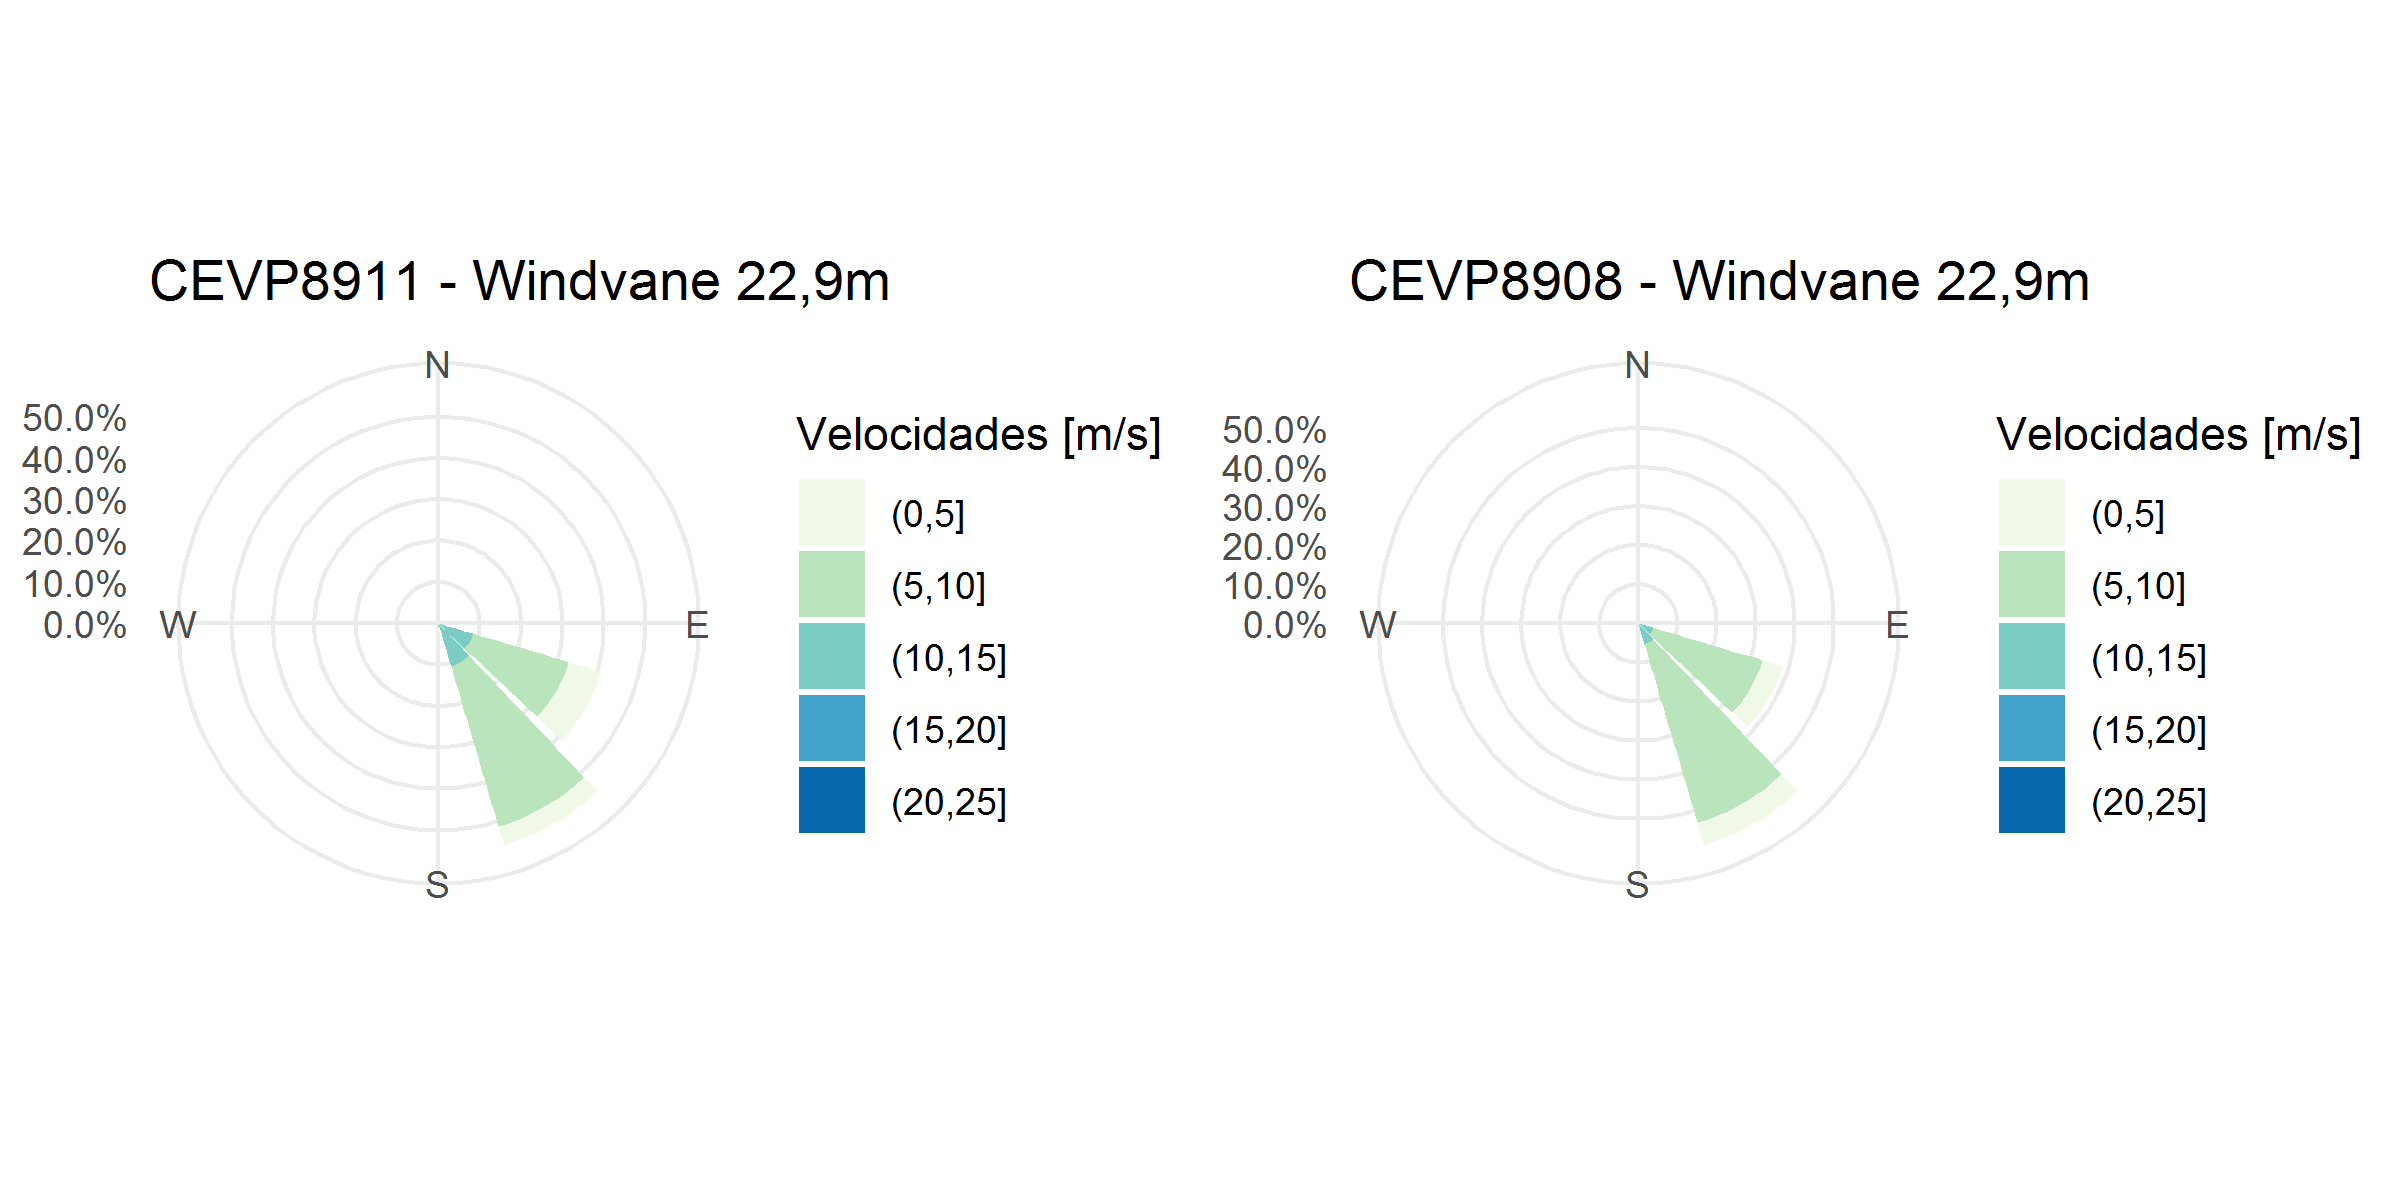 CEVP8911 - Windvane 22,9m
N
50.0%
40.0%
30.0%
20.0%
10.0%
0.0%
W
E
S
Velocidades [m/s]
(0,5]
(5,10]
(10,15]
(15,20]
(20,25]
CEVP8908 - Windvane 22,9m
N
50.0%
40.0%
30.0%
20.0%
10.0%
0.0%
W
E
S
Velocidades [m/s]
(0,5]
(5,10]
(10,15]
(15,20]
(20,25]